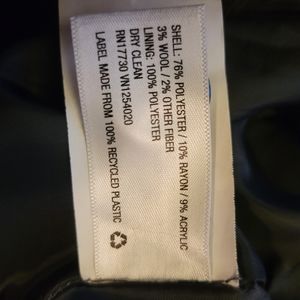 SHELL: 76% POLYESTER / 10% RAYON / 9% ACRYLIC
3% WOOL / 2% OTHER FIBER
LINING: 100% POLYESTER
DRY CLEAN
RN17730 VN1254020
LABEL MADE FROM 100% RECYCLED PLASTIC